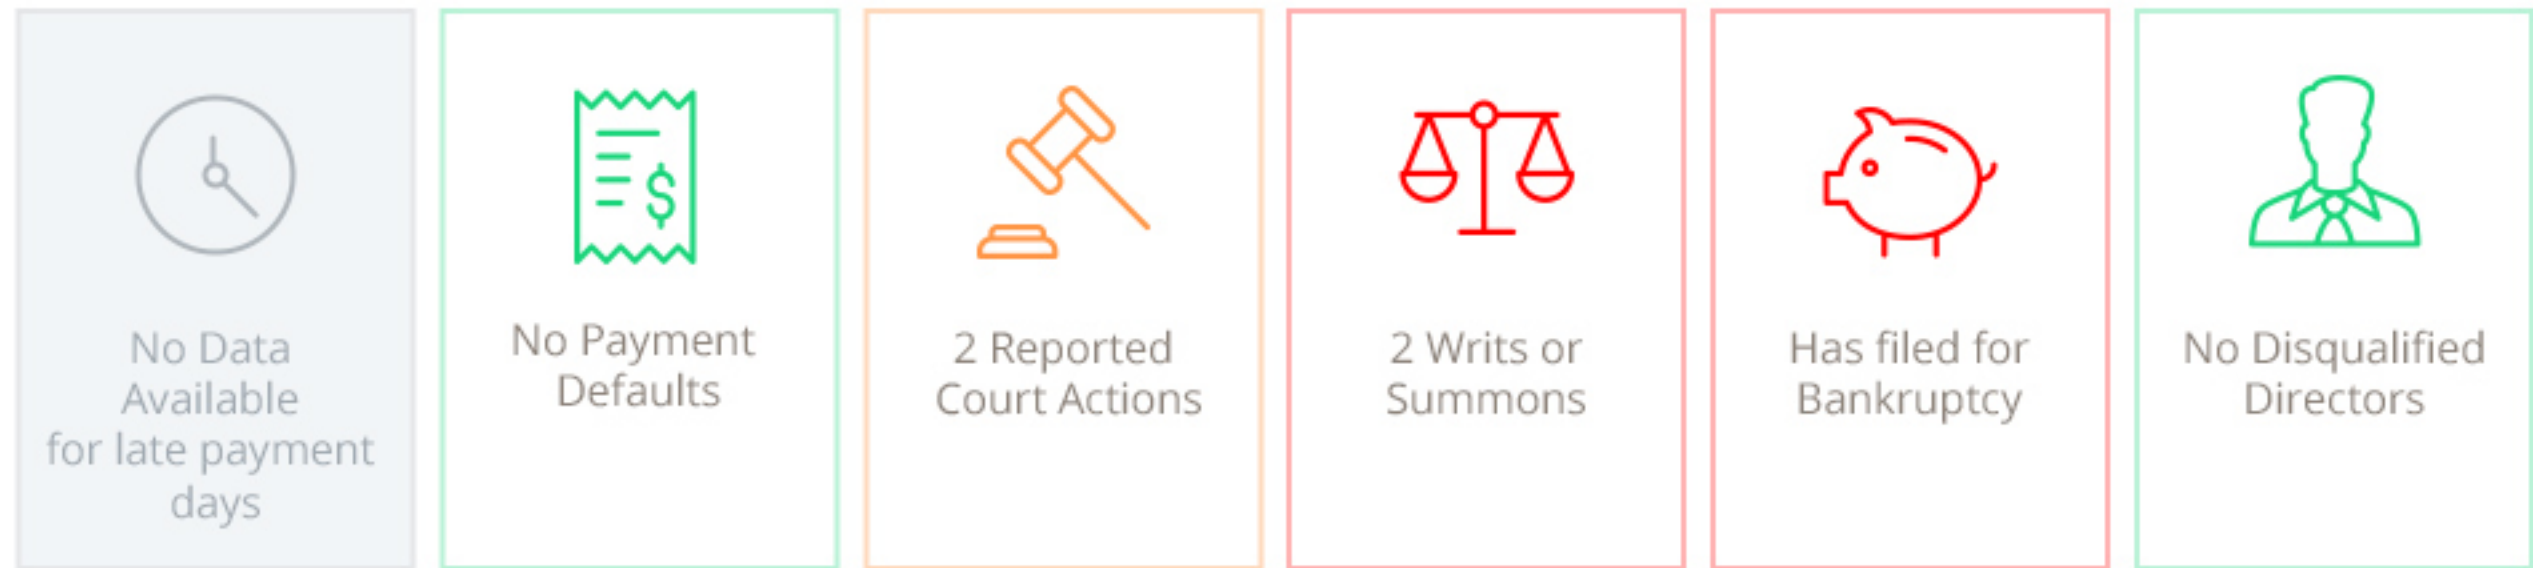 No Data
Available
for late payment
days
No Payment
Defaults
2 Reported
Court Actions
2 Writs or
Summons
Has filed for
Bankruptcy
No Disqualified
Directors